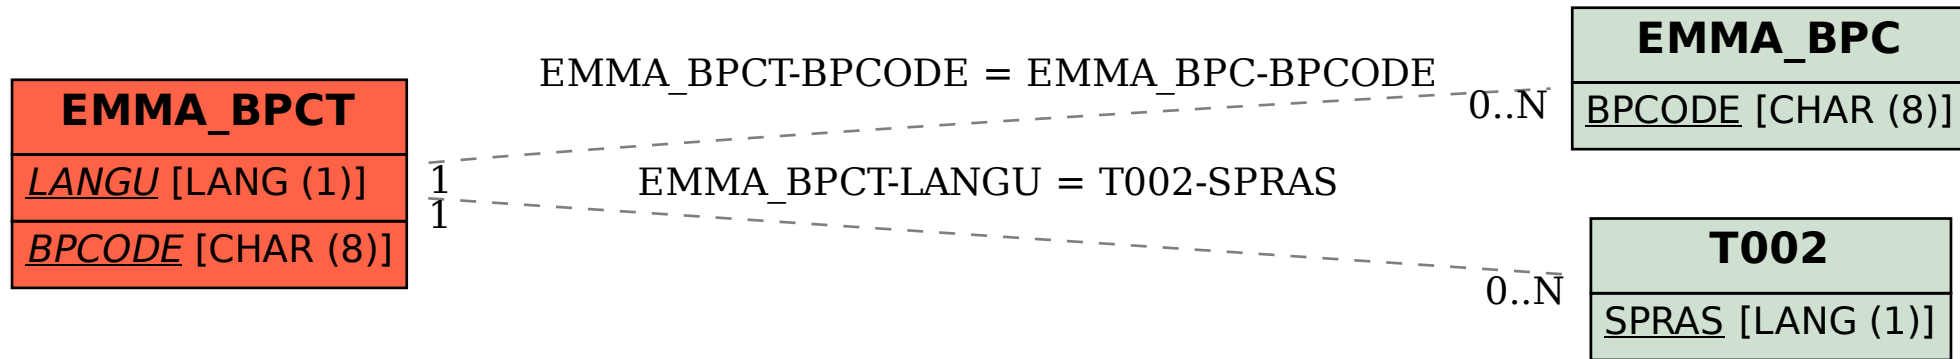 EMMA_BPCT
LANGU [LANG (1)]
BPCODE [CHAR (8)]
EMMA_BPCT-BPCODE = EMMA_BPC-BPCODE
0..N
1
EMMA_BPCT-LANGU = T002-SPRAS
1
0..N
EMMA_BPC
BPCODE [CHAR (8)]
T002
SPRAS [LANG (1)]